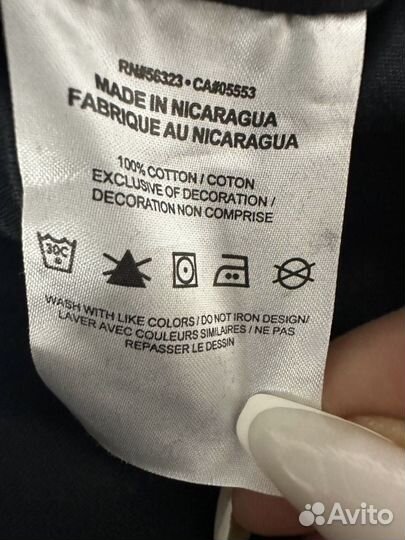 RN#56323 • CA#05553
MADE IN NICARAGUA
FABRIQUE AU NICARAGUA
100% COTTON / COTON
EXCLUSIVE OF DECORATION /
DECORATION NON COMPRISE
30C
WASH WITH LIKE COLORS / DO NOT IRON DESIGN /
LAVER AVEC COULEURS SIMILAIRES / NE PAS
REPASSER LE DESSIN
Avito